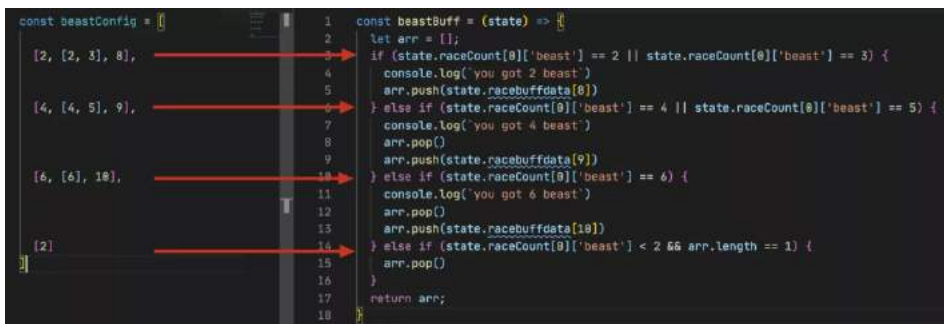 const beastConfig = [
[2, [2, 3], 8],
[4, [4, 5], 9],
[6, [6], 10],
[2]
]
1 const beastBuff = (state) => {
2 let arr = [];
3 if (state.raceCount[0]['beast'] == 2 || state.raceCount[0]['beast'] == 3) {
4 console.log(`you got 2 beast`)
5 arr.push(state.racebuffdata[8])
6 } else if (state.raceCount[0]['beast'] == 4 || state.raceCount[0]['beast'] == 5) {
7 console.log(`you got 4 beast`)
8 arr.pop()
9 arr.push(state.racebuffdata[9])
10 } else if (state.raceCount[0]['beast'] == 6) {
11 console.log(`you got 6 beast`)
12 arr.pop()
13 arr.push(state.racebuffdata[10])
14 } else if (state.raceCount[0]['beast'] < 2 && arr.length == 1) {
15 arr.pop()
16 }
17 return arr;
18 }